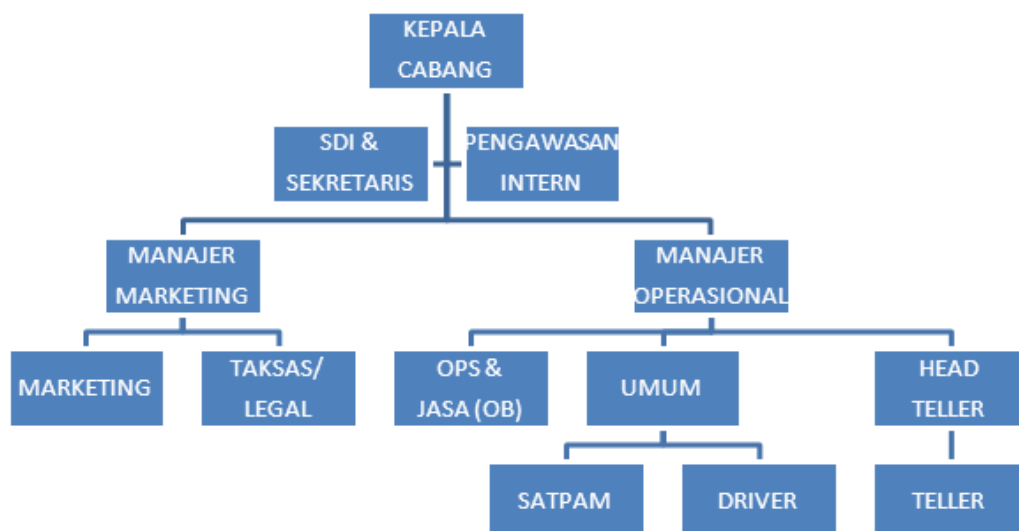 KEPALA
CABANG
SDI &
SEKRETARIS
PENGAWASAN
INTERN
MANAJER
MARKETING
MANAJER
OPERASIONAL
MARKETING
TAKSAS/
LEGAL
OPS &
JASA (OB)
UMUM
HEAD
TELLER
SATPAM
DRIVER
TELLER